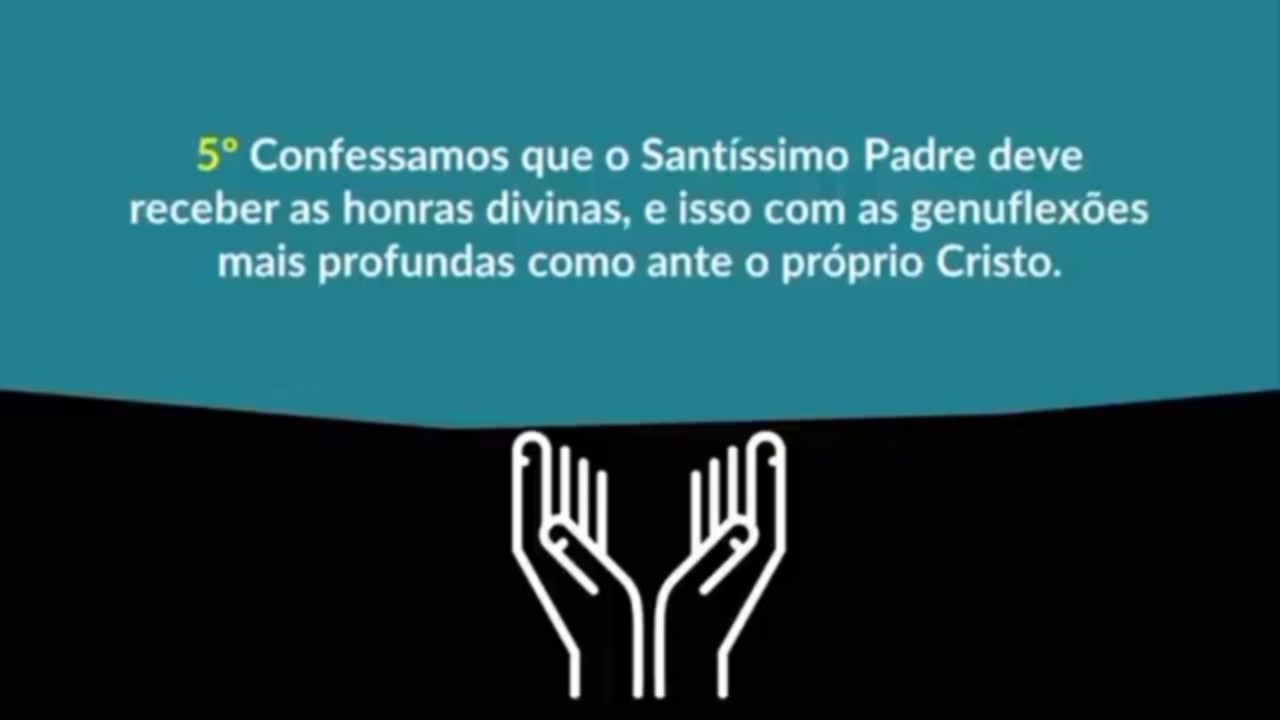 5º Confessamos que o Santíssimo Padre deve
receber as honras divinas, e isso com as genuflexões
mais profundas como ante o próprio Cristo.